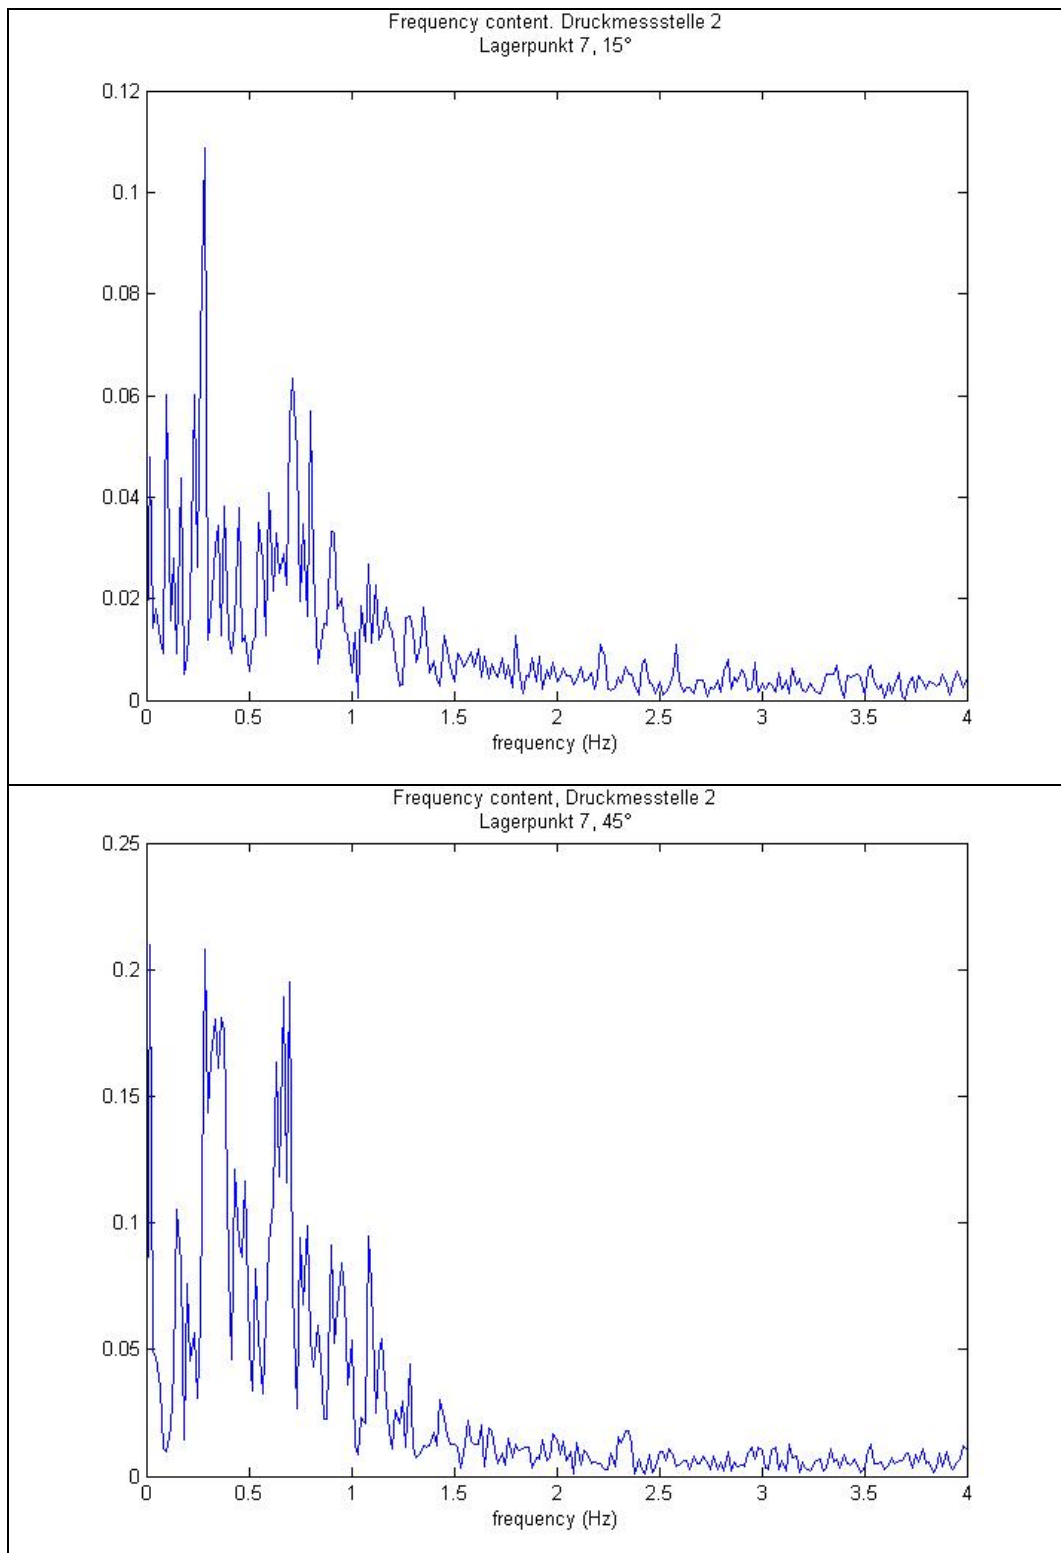 Frequency content. Druckmessstelle 2
Lagerpunkt 7, 15°
0.12
0.1
0.08
0.06
0.04
0.02
0
0 0.5 1 1.5 2 2.5 3 3.5 4
frequency (Hz)
Frequency content, Druckmesstelle 2
Lagerpunkt 7, 45°
0.25
0.2
0.15
0.1
0.05
0
0 0.5 1 1.5 2 2.5 3 3.5 4
frequency (Hz)